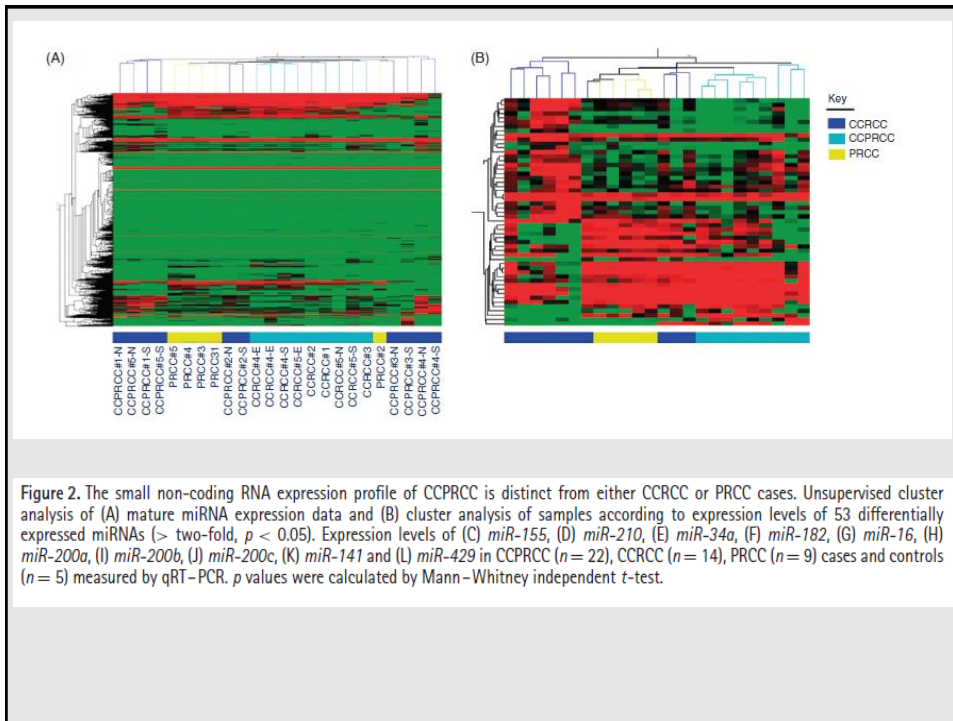 (A)
(B)
Key
CCRCC
CCPRCC
PRCC
CCPRCC#1-N
CCPRCC#5-N
CCPRCC#1-S
CCPRCC#5-S
PRCC#5
PRCC#4
PRCC#3
PRCC31
CCPRCC#2-N
CCPRCC#2-S
CCRCC#4-E
CCRCC#4-E
CCRCC#4-S
CCRCC#5-E
CCRCC#2
CCRCC#1
CCRCC#5-N
CCRCC#5-S
CCRCC#3
PRCC#2
CCPRCC#3-N
CCPRCC#3-S
CCPRCC#4-N
CCPRCC#4-S
Figure 2. The small non-coding RNA expression profile of CCPRCC is distinct from either CCRCC or PRCC cases. Unsupervised cluster
analysis of (A) mature miRNA expression data and (B) cluster analysis of samples according to expression levels of 53 differentially
expressed miRNAs (> two-fold, p < 0.05). Expression levels of (C) miR-155, (D) miR-210, (E) miR-34a, (F) miR-182, (G) miR-16, (H)
miR-200a, (I) miR-200b, (J) miR-200c, (K) miR-141 and (L) miR-429 in CCPRCC (n = 22), CCRCC (n = 14), PRCC (n = 9) cases and controls
(n = 5) measured by qRT–PCR. p values were calculated by Mann–Whitney independent t-test.